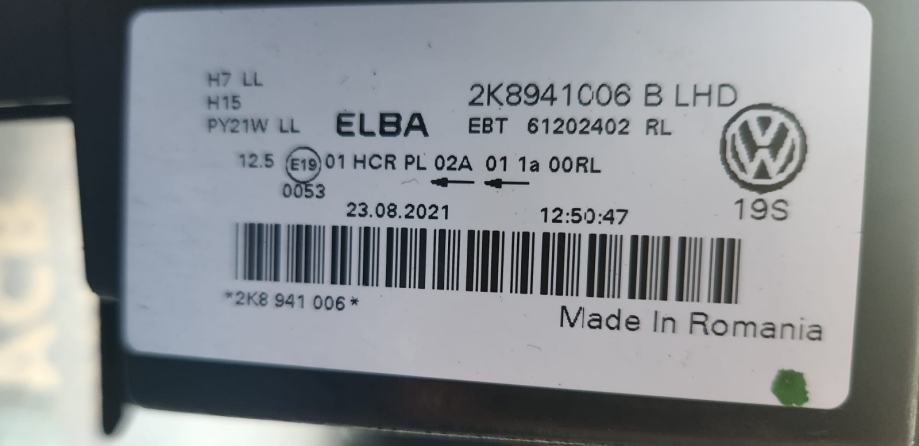 H7 LL
H15
PY21W LL
ELBA
2K8941006 B LHD
EBT 61202402 RL
12.5 E19 01 HCR PL 02A 01 1a 00RL
0053
19S
23.08.2021 12:50:47
*2K8 941 006*
Made In Romania